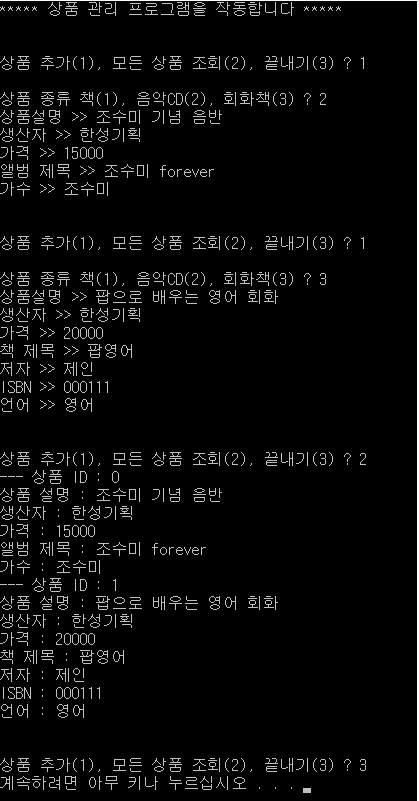 ***** 상품 관리 프로그램을 작동합니다 *****
상품 추가(1), 모든 상품 조회(2), 끝내기(3) ? 1
상품 종류 책(1), 음악CD(2), 회화책(3) ? 2
상품설명 >> 조수미 기념 음반
생산자 >> 한성기획
가격 >> 15000
앨범 제목 >> 조수미 forever
가수 >> 조수미
상품 추가(1), 모든 상품 조회(2), 끝내기(3) ? 1
상품 종류 책(1), 음악CD(2), 회화책(3) ? 3
상품설명 >> 팝으로 배우는 영어 회화
생산자 >> 한성기획
가격 >> 20000
책 제목 >> 팝영어
저자 >> 제인
ISBN >> 000111
언어 >> 영어
상품 추가(1), 모든 상품 조회(2), 끝내기(3) ? 2
--- 상품 ID : 0
상품 설명 : 조수미 기념 음반
생산자 : 한성기획
가격 : 15000
앨범 제목 : 조수미 forever
가수 : 조수미
--- 상품 ID : 1
상품 설명 : 팝으로 배우는 영어 회화
생산자 : 한성기획
가격 : 20000
책 제목 : 팝영어
저자 : 제인
ISBN : 000111
언어 : 영어
상품 추가(1), 모든 상품 조회(2), 끝내기(3) ? 3
계속하려면 아무 키나 누르십시오 . . .